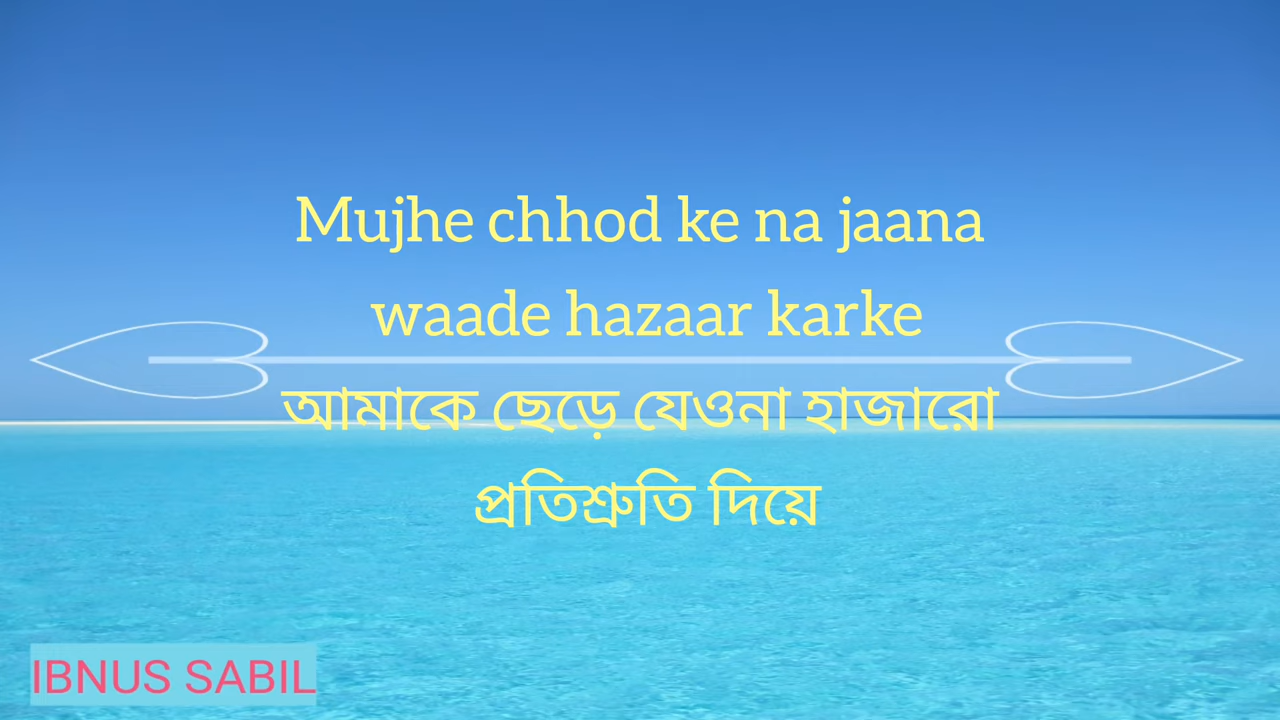 Mujhe chhod ke na jaana
waade hazaar karke
আমাকে ছেড়ে যেওনা হাজারো
প্রতিশ্রুতি দিয়ে
IBNUS SABIL